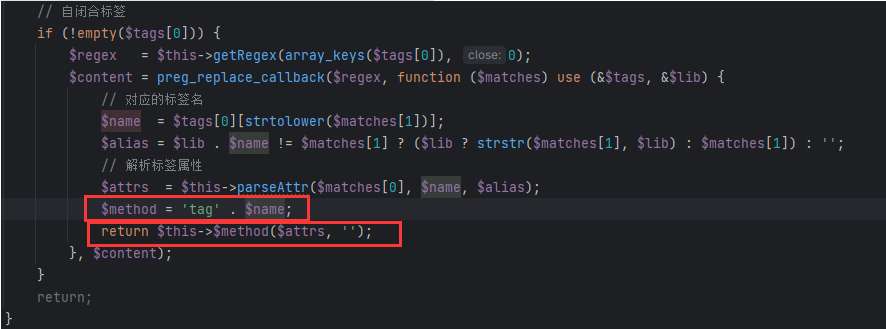 // 自闭合标签
if (!empty($tags[0])) {
$regex   = $this->getRegex(array_keys($tags[0]), close: 0);
$content = preg_replace_callback($regex, function ($matches) use (&$tags, &$lib) {
// 对应的标签名
$name  = $tags[0][strtolower($matches[1])];
$alias = $lib . $name != $matches[1] ? ($lib ? strstr($matches[1], $lib) : $matches[1]) : '';
// 解析标签属性
$attrs  = $this->parseAttr($matches[0], $name, $alias);
$method = 'tag' . $name;
return $this->$method($attrs, '');
}, $content);
}
return;
}